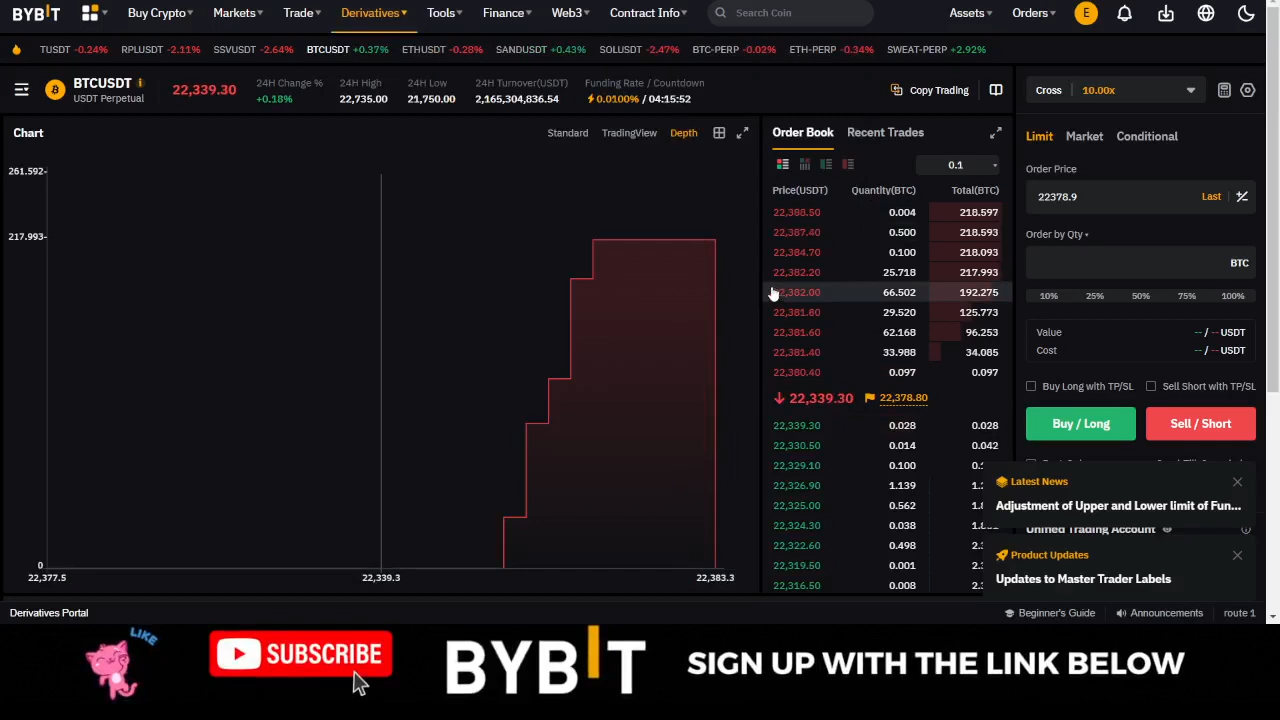 BYBIT
Buy Crypto
Markets
Trade
Derivatives
Tools
Finance
Web3
Contract Info
Search Coin
Assets
Orders
E
TUSDT -0.24%
RPLUSDT -2.11%
SSVUSDT -2.64%
BTCUSDT +0.37%
ETHUSDT -0.28%
SANDUSDT +0.43%
SOLUSDT -2.47%
BTC-PERP -0.02%
ETH-PERP -0.34%
SWEAT-PERP +2.92%
BTCUSDT
USDT Perpetual
22,339.30
24H Change %
+0.18%
24H High
22,735.00
24H Low
21,750.00
24H Turnover(USDT)
2,165,304,836.54
Funding Rate / Countdown
0.0100% / 04:15:52
Copy Trading
Cross 10.00x
Chart
Standard
TradingView
Depth
261.592
217.993
0
22,377.5
22,339.3
22,383.3
Order Book
Recent Trades
0.1
Price(USDT) Quantity(BTC) Total(BTC)
22,388.50 0.004 218.597
22,387.40 0.500 218.593
22,384.70 0.100 218.093
22,382.20 25.718 217.993
22,382.00 66.502 192.275
22,381.80 29.520 125.773
22,381.60 62.168 96.253
22,381.40 33.988 34.085
22,380.40 0.097 0.097
22,339.30 22,378.80
22,339.30 0.028 0.028
22,330.50 0.014 0.042
22,329.10 0.100
22,326.90 1.139
22,325.00 0.562
22,324.30 0.038
22,322.60 0.498
22,319.50 0.001
22,316.50 0.008
Limit
Market
Conditional
Order Price
22378.9 Last
Order by Qty
BTC
10% 25% 50% 75% 100%
Value -- / -- USDT
Cost -- / -- USDT
Buy Long with TP/SL
Sell Short with TP/SL
Buy / Long
Sell / Short
Latest News
Adjustment of Upper and Lower limit of Fun...
Unified Trading Account
Product Updates
Updates to Master Trader Labels
Derivatives Portal
Beginner's Guide
Announcements
route 1
LIKE
SUBSCRIBE
BYBIT
SIGN UP WITH THE LINK BELOW